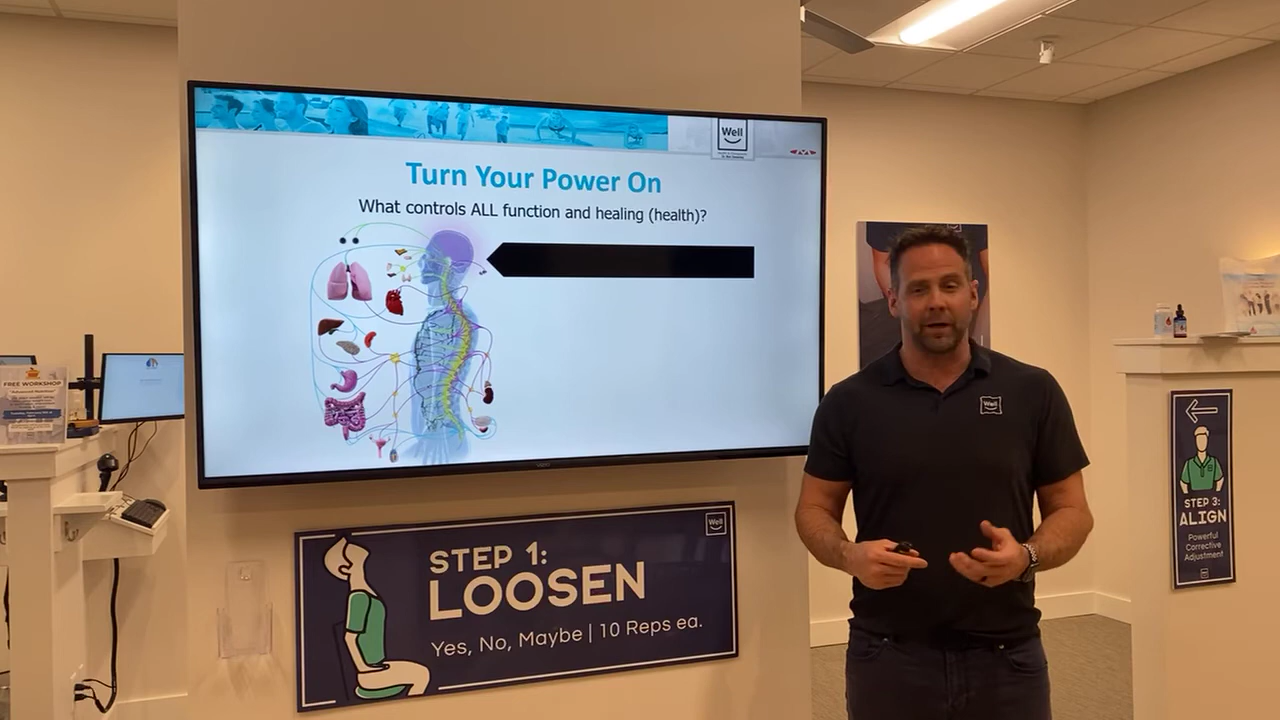 Well
Turn Your Power On
What controls ALL function and healing (health)?
FREE WORKSHOP
STEP 1:
LOOSEN
Yes, No, Maybe | 10 Reps ea.
Well
Well
STEP 3:
ALIGN
Powerful
Corrective
Adjustment